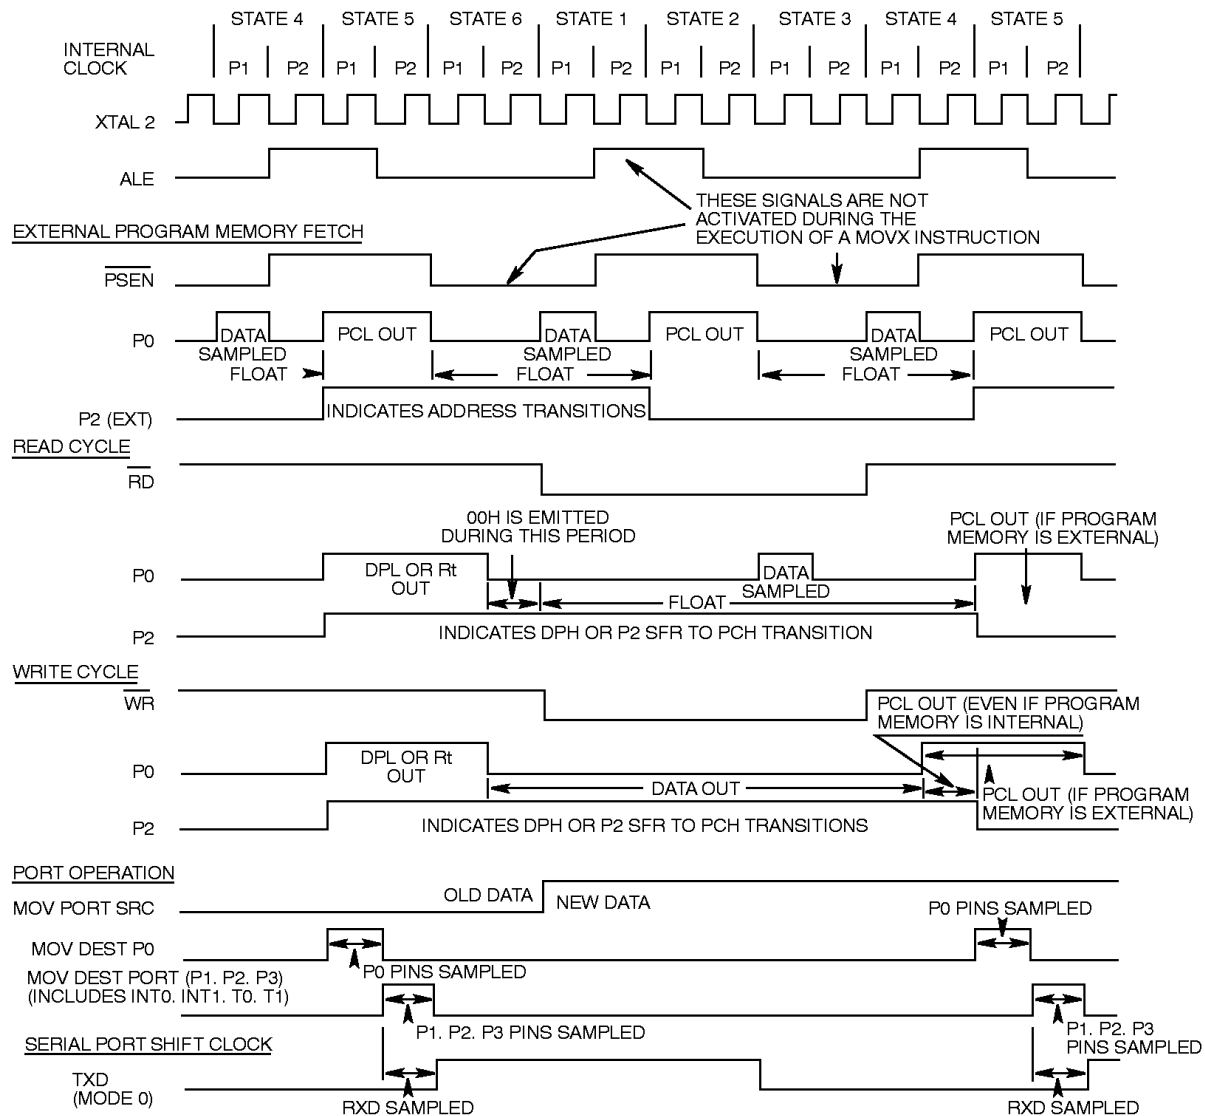 STATE 4 STATE 5 STATE 6 STATE 1 STATE 2 STATE 3 STATE 4 STATE 5
INTERNAL
CLOCK
P1 P2 P1 P2 P1 P2 P1 P2 P1 P2 P1 P2 P1 P2 P1 P2
XTAL 2
ALE
THESE SIGNALS ARE NOT
ACTIVATED DURING THE
EXECUTION OF A MOVX INSTRUCTION
EXTERNAL PROGRAM MEMORY FETCH
PSEN
P0
DATA PCL OUT DATA PCL OUT DATA PCL OUT
SAMPLED SAMPLED SAMPLED
FLOAT FLOAT FLOAT
P2 (EXT)
INDICATES ADDRESS TRANSITIONS
READ CYCLE
RD
00H IS EMITTED
DURING THIS PERIOD
PCL OUT (IF PROGRAM
MEMORY IS EXTERNAL)
P0
DPL OR Rt
OUT
DATA
SAMPLED
FLOAT
P2
INDICATES DPH OR P2 SFR TO PCH TRANSITION
WRITE CYCLE
WR
PCL OUT (EVEN IF PROGRAM
MEMORY IS INTERNAL)
P0
DPL OR Rt
OUT
DATA OUT
PCL OUT (IF PROGRAM
MEMORY IS EXTERNAL)
P2
INDICATES DPH OR P2 SFR TO PCH TRANSITIONS
PORT OPERATION
MOV PORT SRC
OLD DATA NEW DATA
P0 PINS SAMPLED
MOV DEST P0
P0 PINS SAMPLED
MOV DEST PORT (P1. P2. P3)
(INCLUDES INT0. INT1. T0. T1)
P1. P2. P3 PINS SAMPLED
P1. P2. P3
PINS SAMPLED
SERIAL PORT SHIFT CLOCK
TXD
(MODE 0)
RXD SAMPLED RXD SAMPLED